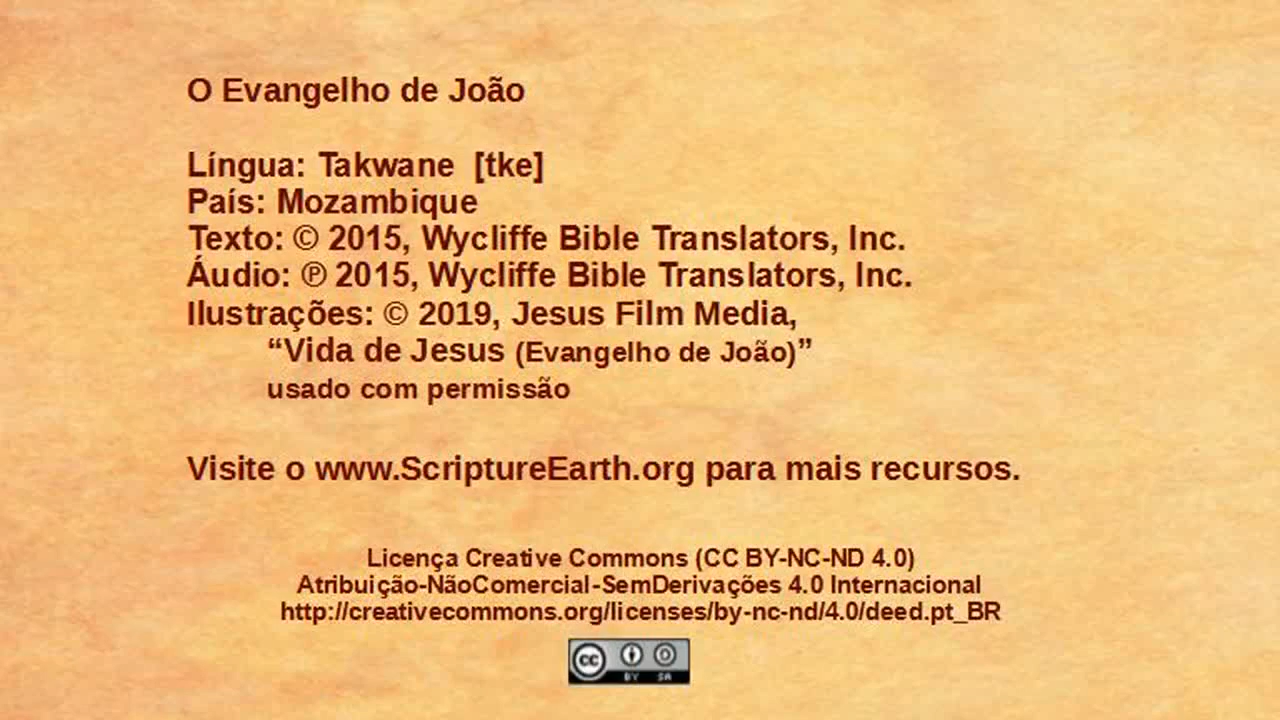 O Evangelho de João
Língua: Takwane [tke]
País: Mozambique
Texto: © 2015, Wycliffe Bible Translators, Inc.
Áudio: ℗ 2015, Wycliffe Bible Translators, Inc.
Ilustrações: © 2019, Jesus Film Media,
“Vida de Jesus (Evangelho de João)”
usado com permissão
Visite o www.ScriptureEarth.org para mais recursos.
Licença Creative Commons (CC BY-NC-ND 4.0)
Atribuição-NãoComercial-SemDerivações 4.0 Internacional
http://creativecommons.org/licenses/by-nc-nd/4.0/deed.pt_BR
cc
BY SA